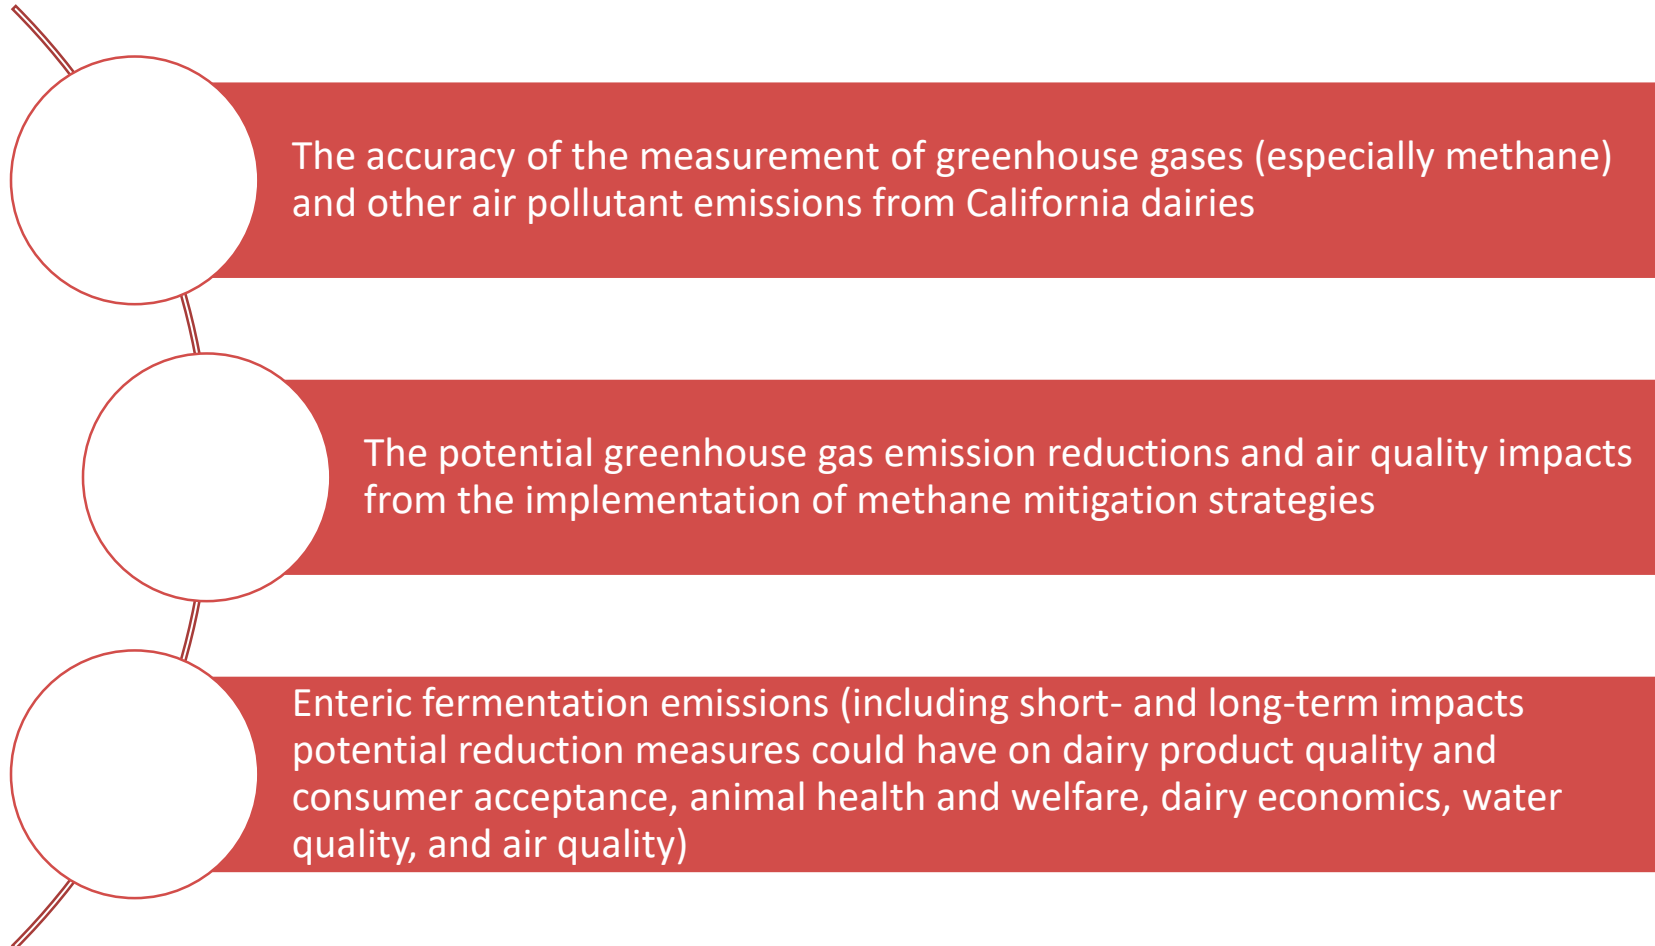 The accuracy of the measurement of greenhouse gases (especially methane)
and other air pollutant emissions from California dairies
The potential greenhouse gas emission reductions and air quality impacts
from the implementation of methane mitigation strategies
Enteric fermentation emissions (including short- and long-term impacts
potential reduction measures could have on dairy product quality and
consumer acceptance, animal health and welfare, dairy economics, water
quality, and air quality)